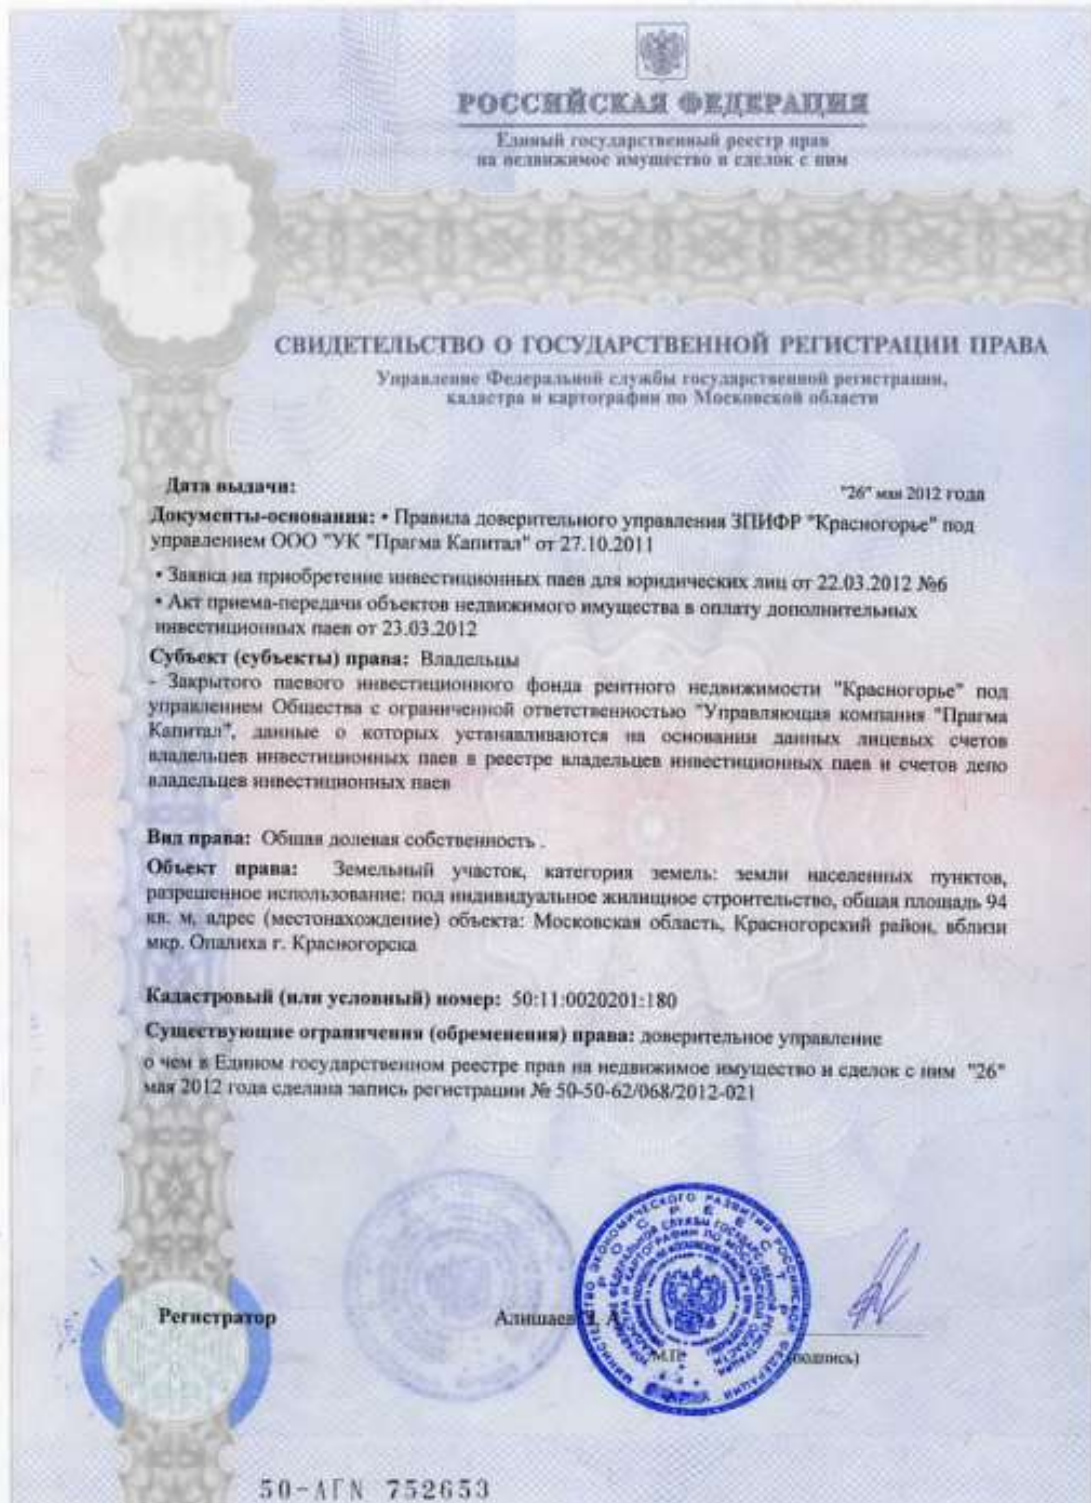 РОССИЙСКАЯ ФЕДЕРАЦИЯ
Единый государственный реестр прав
на недвижимое имущество и сделок с ним
СВИДЕТЕЛЬСТВО О ГОСУДАРСТВЕННОЙ РЕГИСТРАЦИИ ПРАВА
Управление Федеральной службы государственной регистрации,
кадастра и картографии по Московской области
Дата выдачи: "26" мая 2012 года
Документы-основания: • Правила доверительного управления ЗПИФР "Красногорье" под
управлением ООО "УК "Прагма Капитал" от 27.10.2011
• Заявка на приобретение инвестиционных паев для юридических лиц от 22.03.2012 №6
• Акт приема-передачи объектов недвижимого имущества в оплату дополнительных
инвестиционных паев от 23.03.2012
Субъект (субъекты) права: Владельцы
- Закрытого паевого инвестиционного фонда рентного недвижимости "Красногорье" под
управлением Общества с ограниченной ответственностью "Управляющая компания "Прагма
Капитал", данные о которых устанавливаются на основании данных лицевых счетов
владельцев инвестиционных паев в реестре владельцев инвестиционных паев и счетов депо
владельцев инвестиционных паев
Вид права: Общая долевая собственность .
Объект права: Земельный участок, категория земель: земли населенных пунктов,
разрешенное использование: под индивидуальное жилищное строительство, общая площадь 94
кв. м, адрес (местонахождение) объекта: Московская область, Красногорский район, вблизи
мкр. Опалиха г. Красногорска
Кадастровый (или условный) номер: 50:11:0020201:180
Существующие ограничения (обременения) права: доверительное управление
о чем в Едином государственном реестре прав на недвижимое имущество и сделок с ним "26"
мая 2012 года сделана запись регистрации № 50-50-62/068/2012-021
МИНИСТЕРСТВО ЭКОНОМИЧЕСКОГО РАЗВИТИЯ РОССИЙСКОЙ ФЕДЕРАЦИИ
РОСРЕЕСТР
Регистратор Алишаев А.
М.П. (подпись)
50-АГN 752653